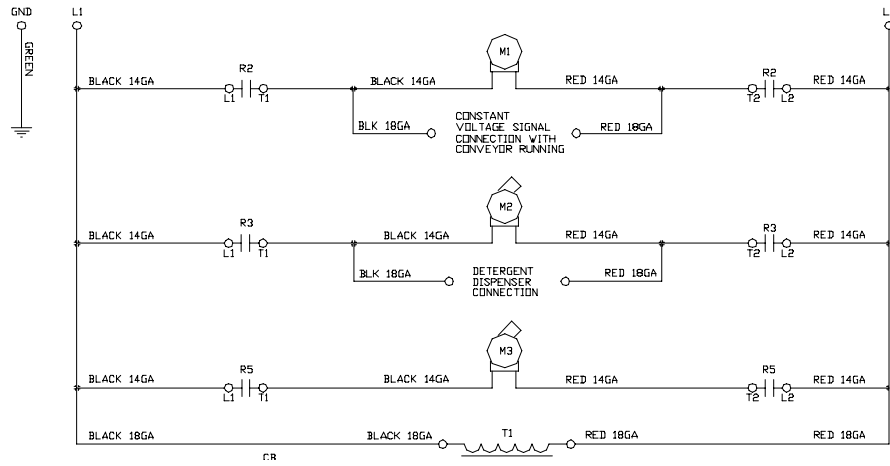 GND
L1
L
GREEN
R2
M1
R2
BLACK 14GA
BLACK 14GA
RED 14GA
RED 14GA
L1
T1
T2
L2
CONSTANT
VOLTAGE SIGNAL
CONNECTION WITH
CONVEYOR RUNNING
BLK 18GA
RED 18GA
M2
R3
R3
BLACK 14GA
BLACK 14GA
RED 14GA
RED 14GA
L1
T1
T2
L2
BLK 18GA
DETERGENT
DISPENSER
CONNECTION
RED 18GA
M3
R5
R5
BLACK 14GA
BLACK 14GA
RED 14GA
RED 14GA
L1
T1
T2
L2
BLACK 18GA
BLACK 18GA
T1
RED 18GA
RED 18GA